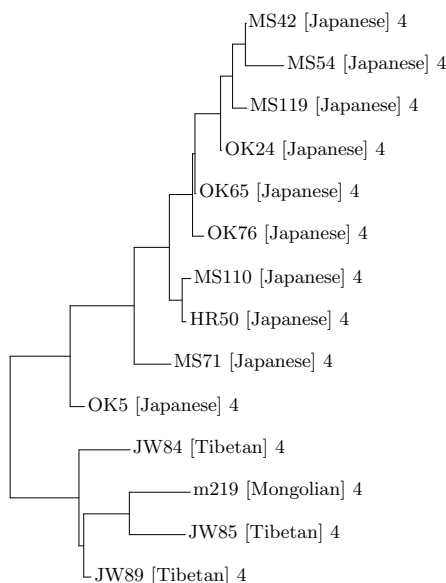 MS42 [Japanese] 4
MS54 [Japanese] 4
MS119 [Japanese] 4
OK24 [Japanese] 4
OK65 [Japanese] 4
OK76 [Japanese] 4
MS110 [Japanese] 4
HR50 [Japanese] 4
MS71 [Japanese] 4
OK5 [Japanese] 4
JW84 [Tibetan] 4
m219 [Mongolian] 4
JW85 [Tibetan] 4
JW89 [Tibetan] 4